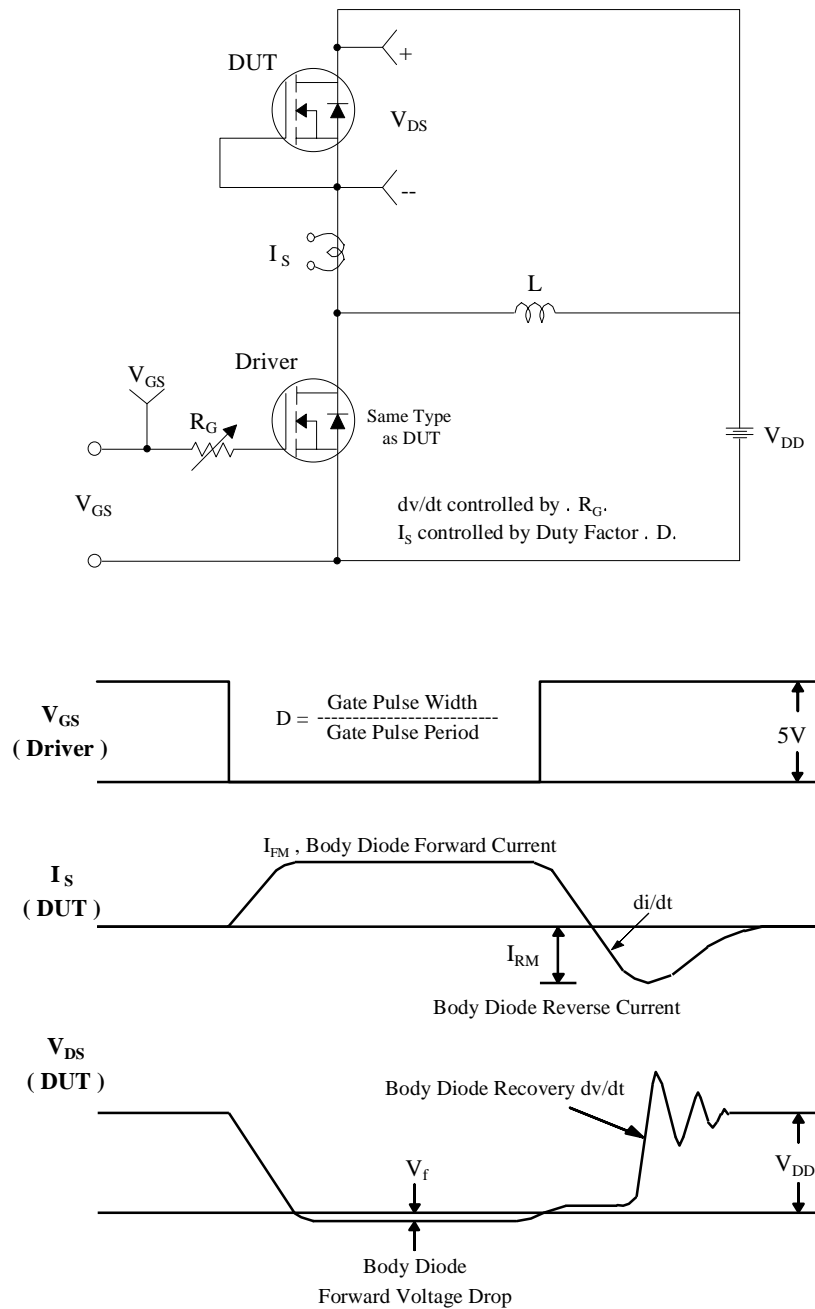 +
DUT
V_DS
--
I_S
L
Driver
V_GS
R_G
Same Type
as DUT
V_DD
V_GS
dv/dt controlled by . R_G.
I_S controlled by Duty Factor . D.
Gate Pulse Width
D = --------------------------
Gate Pulse Period
V_GS
( Driver )
5V
I_FM , Body Diode Forward Current
I_S
( DUT )
di/dt
I_RM
Body Diode Reverse Current
V_DS
( DUT )
Body Diode Recovery dv/dt
V_f
V_DD
Body Diode
Forward Voltage Drop